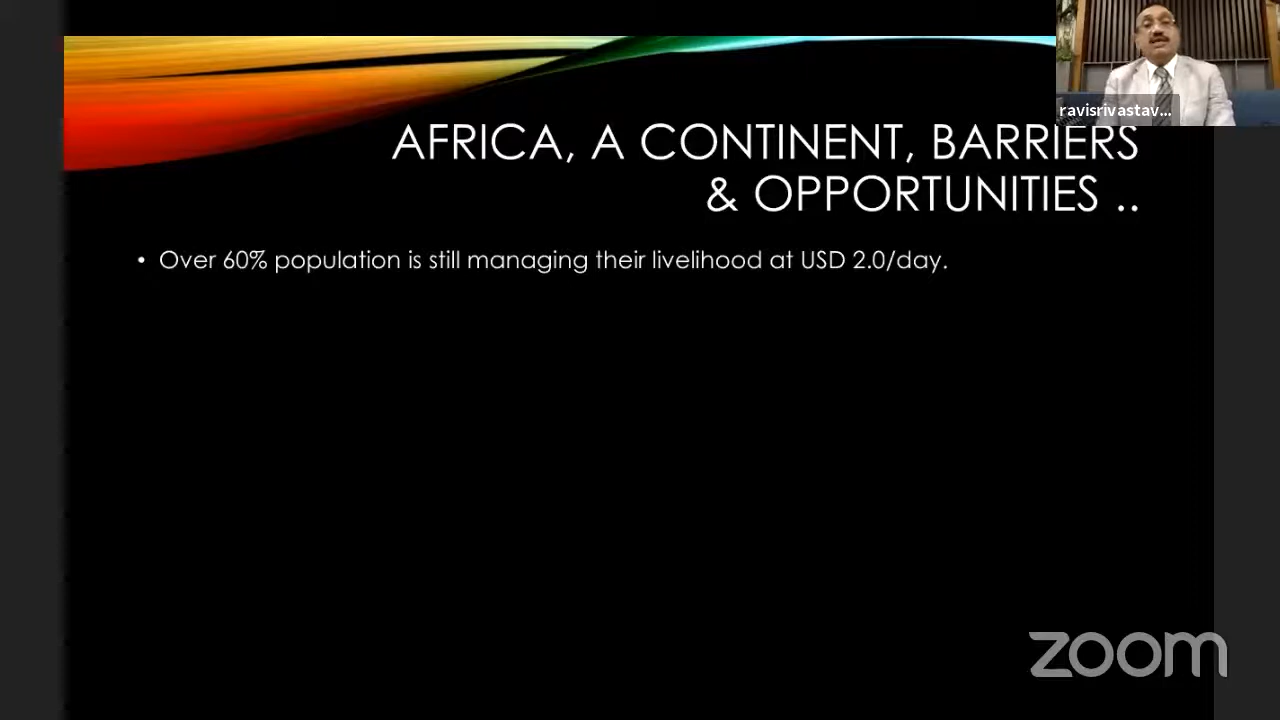 ravisrivastav...
AFRICA, A CONTINENT, BARRIERS
& OPPORTUNITIES ..
• Over 60% population is still managing their livelihood at USD 2.0/day.
zoom